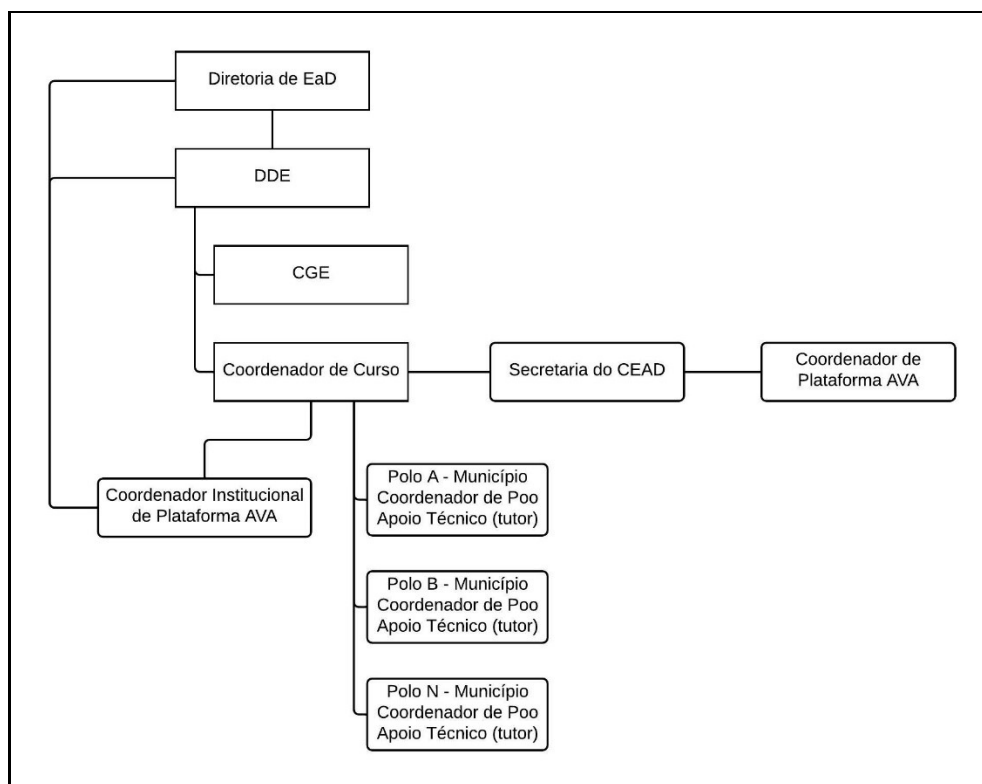 Diretoria de EaD
DDE
CGE
Coordenador de Curso
Secretaria do CEAD
Coordenador de
Plataforma AVA
Coordenador Institucional
de Plataforma AVA
Polo A - Município
Coordenador de Poo
Apoio Técnico (tutor)
Polo B - Município
Coordenador de Poo
Apoio Técnico (tutor)
Polo N - Município
Coordenador de Poo
Apoio Técnico (tutor)